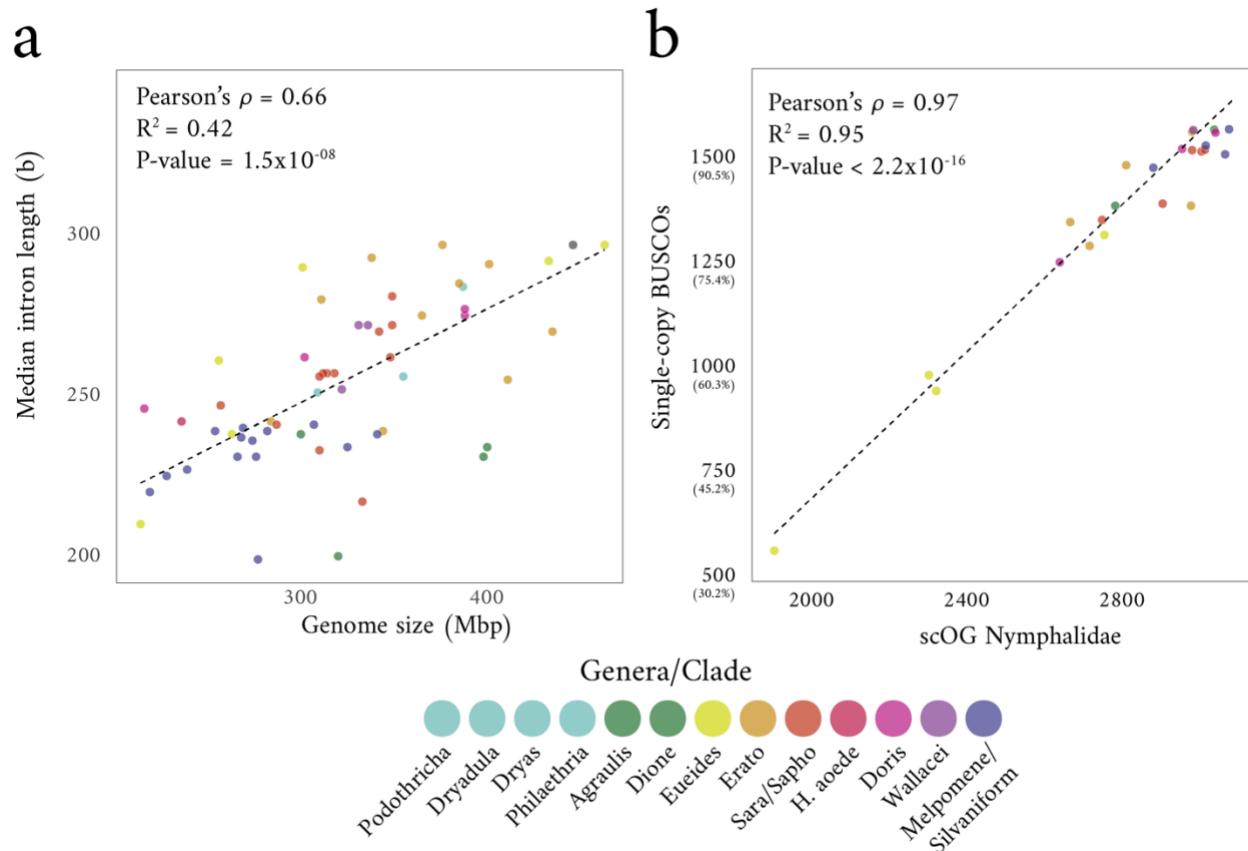 a
Pearson's ρ = 0.66
R² = 0.42
P-value = 1.5x10⁻⁰⁸
Median intron length (b)
300
250
200
300
400
Genome size (Mbp)
b
Pearson's ρ = 0.97
R² = 0.95
P-value < 2.2x10⁻¹⁶
Single-copy BUSCOs
1500
(90.5%)
1250
(75.4%)
1000
(60.3%)
750
(45.2%)
500
(30.2%)
2000
2400
2800
scOG Nymphalidae
Genera/Clade
Podothricha
Dryadula
Dryas
Philaethria
Agraulis
Dione
Eueides
Erato
Sara/Sapho
H. aoede
Doris
Wallacei
Melpomene/
Silvaniform